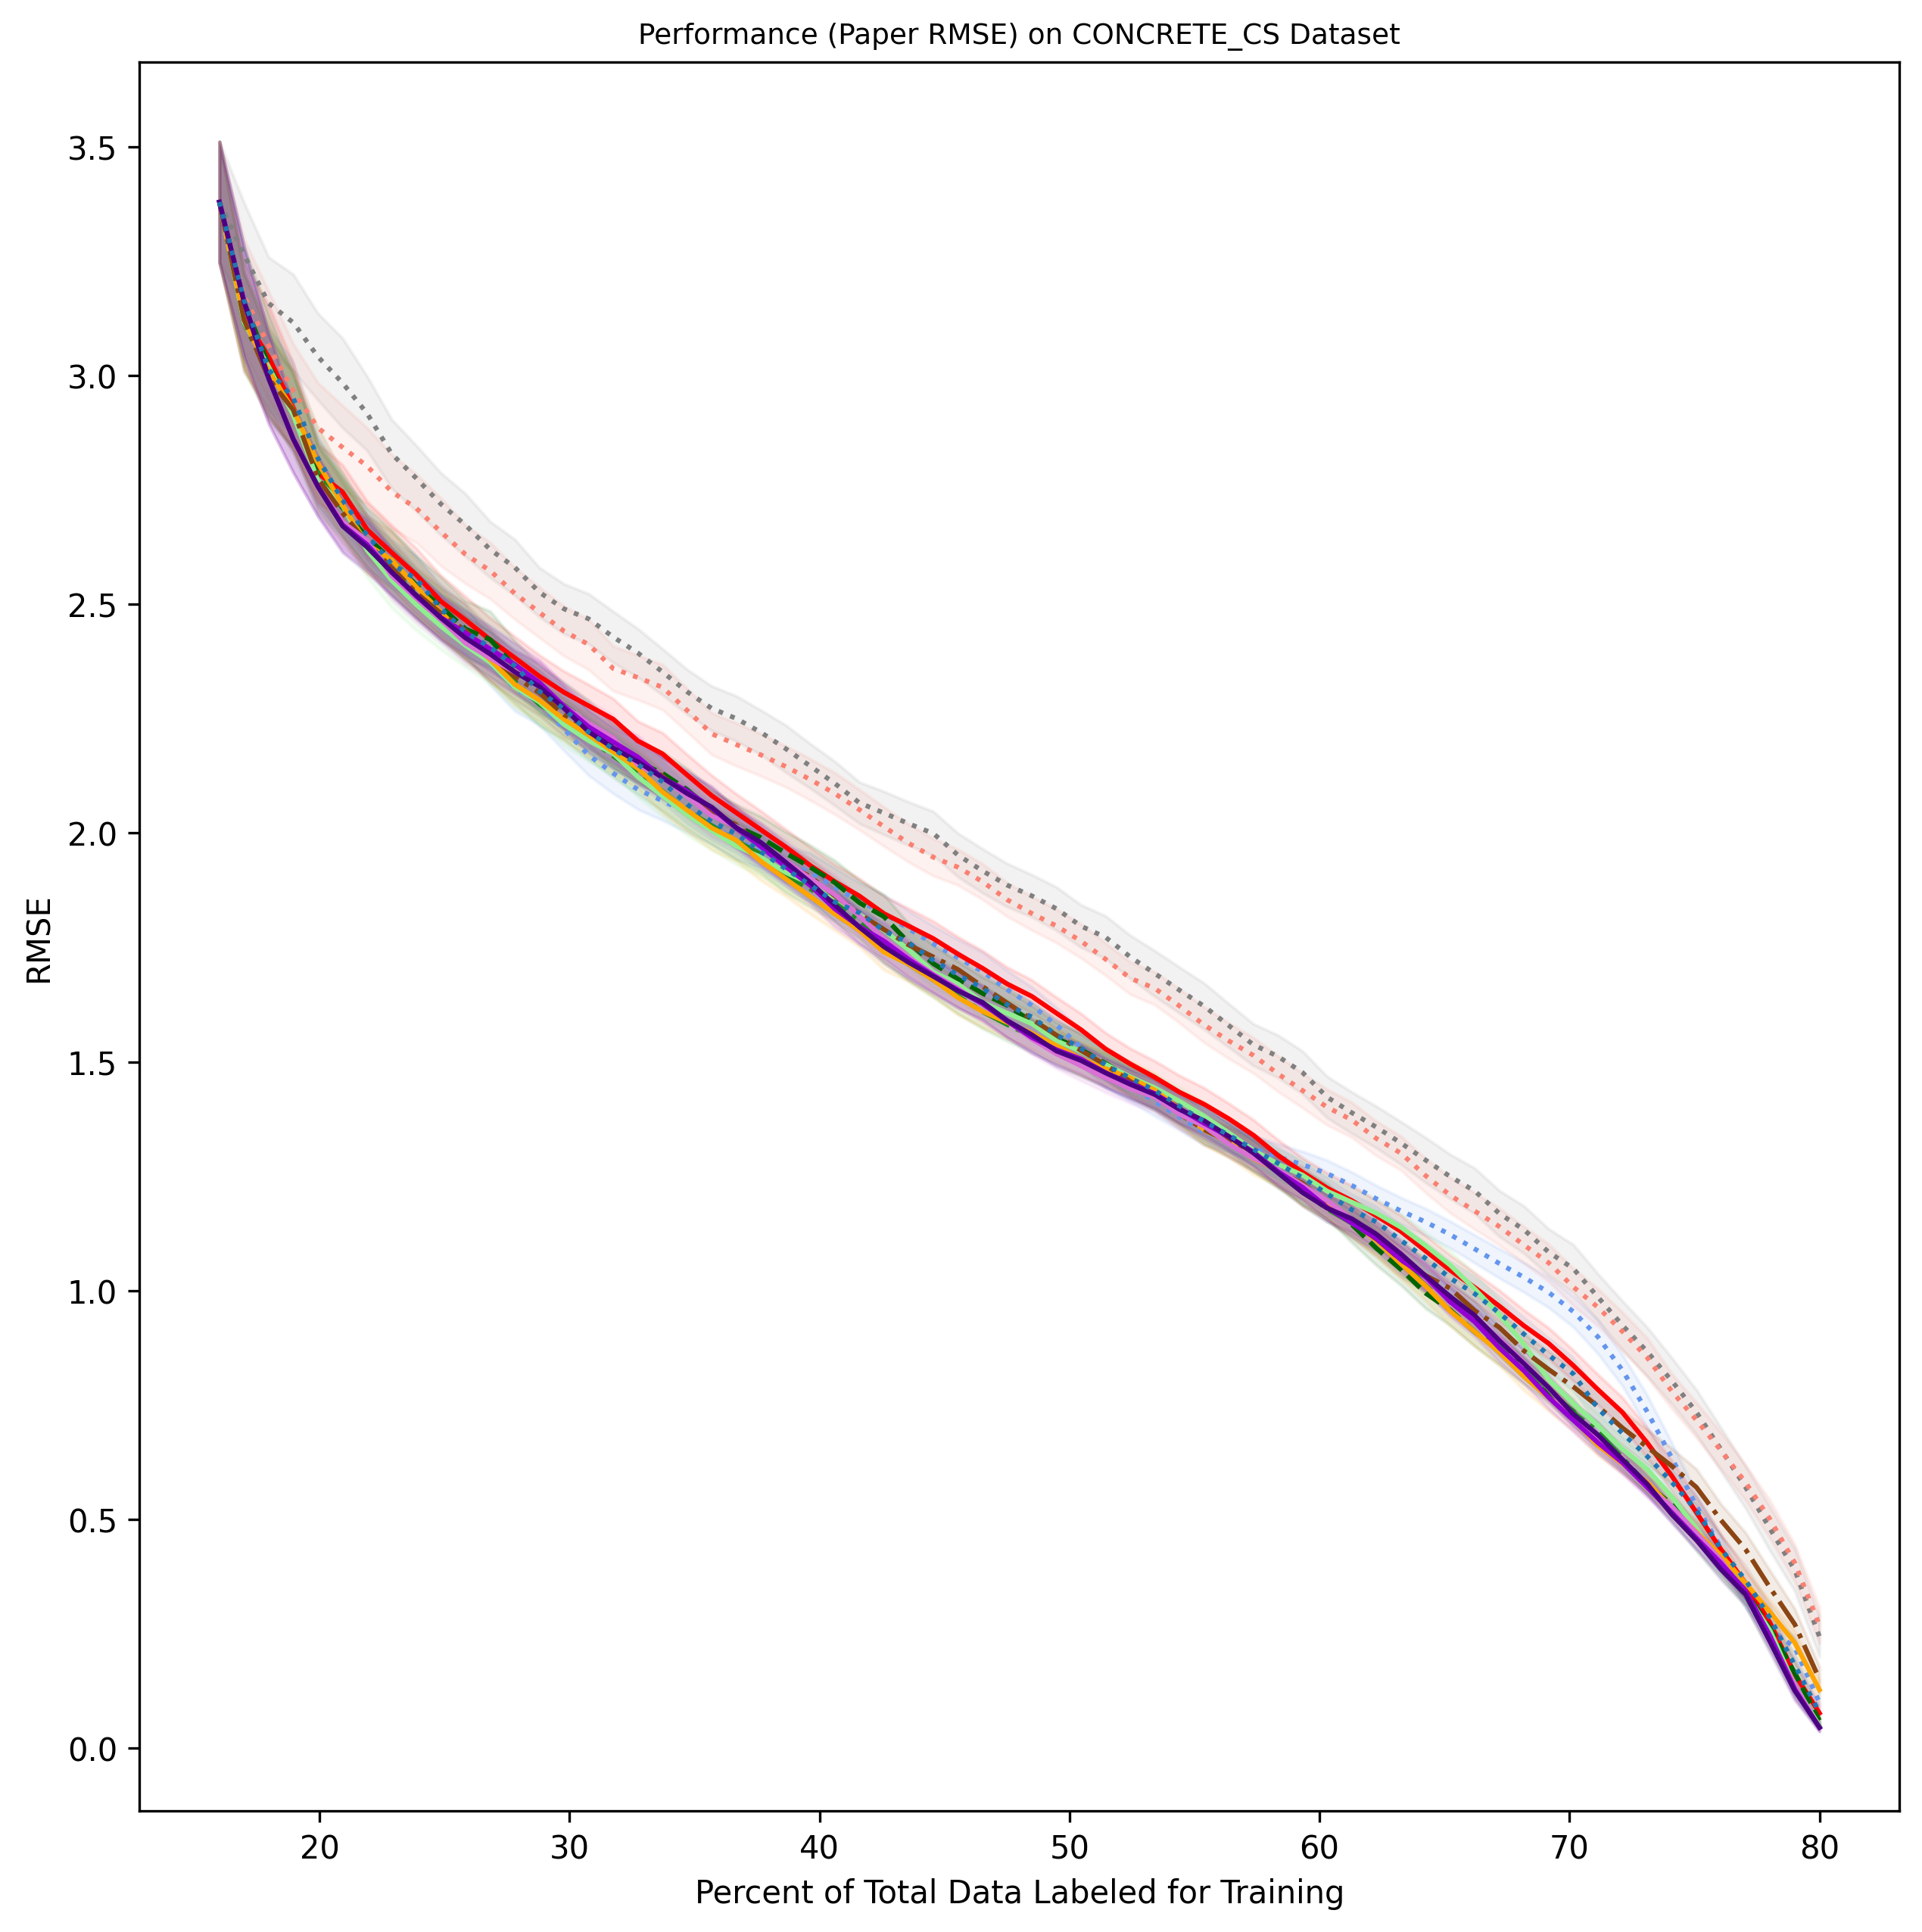 Performance (Paper RMSE) on CONCRETE_CS Dataset
3.5
3.0
2.5
2.0
1.5
1.0
0.5
0.0
RMSE
20 30 40 50 60 70 80
Percent of Total Data Labeled for Training